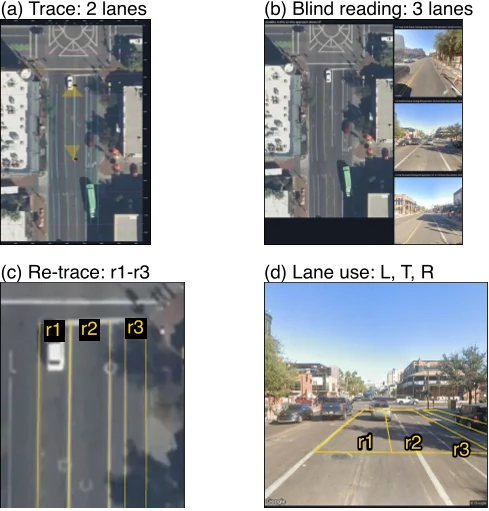 (a) Trace: 2 lanes
(b) Blind reading: 3 lanes
(c) Re-trace: r1-r3
(d) Lane use: L, T, R
r1 r2 r3
r1 r2 r3
Google